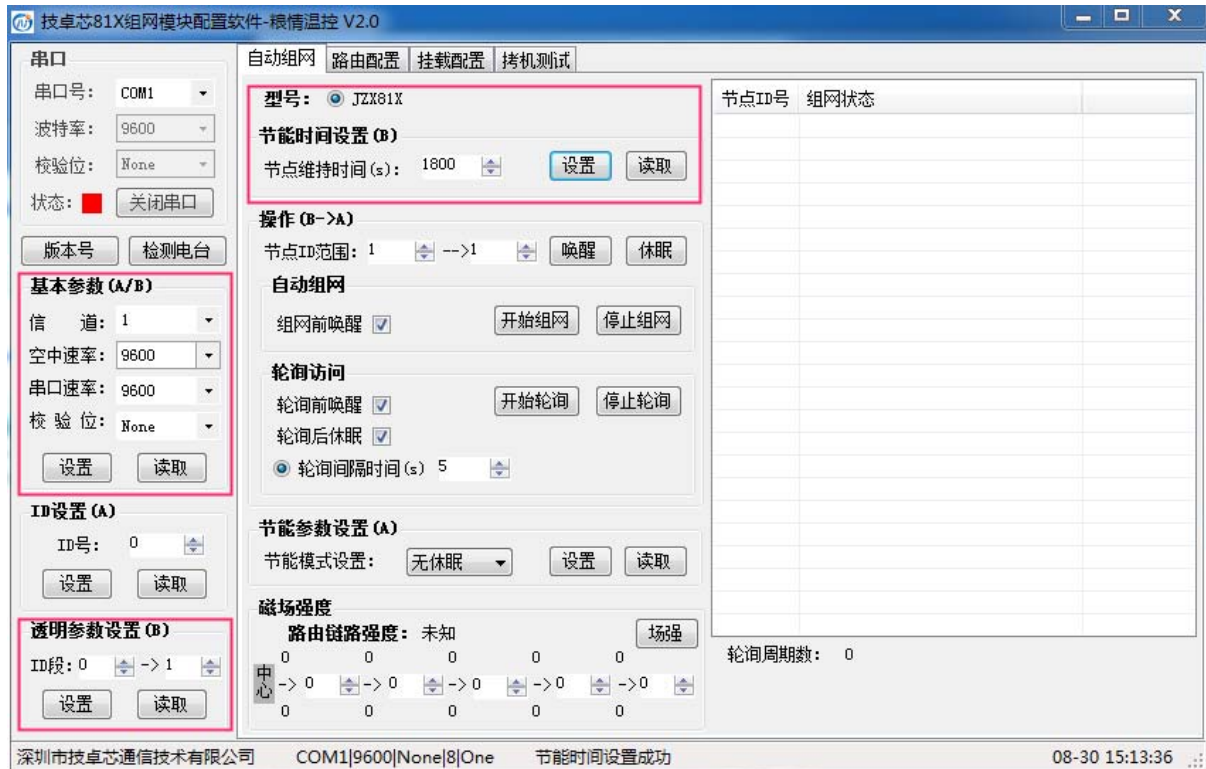 技卓芯81X组网模块配置软件-粮情温控 V2.0
串口
串口号： COM1
波特率： 9600
校验位： None
状态： 关闭串口
版本号 检测电台
基本参数(A/B)
信 道： 1
空中速率： 9600
串口速率： 9600
校 验 位： None
设置 读取
ID设置(A)
ID号： 0
设置 读取
透明参数设置(B)
ID段： 0 -> 1
设置 读取
自动组网 路由配置 挂载配置 拷机测试
型号： JZX81X
节能时间设置(B)
节点维持时间(s)： 1800 设置 读取
操作(B->A)
节点ID范围： 1 -->1 唤醒 休眠
自动组网
组网前唤醒 开始组网 停止组网
轮询访问
轮询前唤醒 开始轮询 停止轮询
轮询后休眠
轮询间隔时间(s) 5
节能参数设置(A)
节能模式设置： 无休眠 设置 读取
磁场强度
路由链路强度： 未知 场强
0 0 0 0 0
中心 -> 0 -> 0 -> 0 ->0 ->0
0 0 0 0 0
节点ID号 组网状态
轮询周期数： 0
深圳市技卓芯通信技术有限公司 COM1|9600|None|8|One 节能时间设置成功 08-30 15:13:36